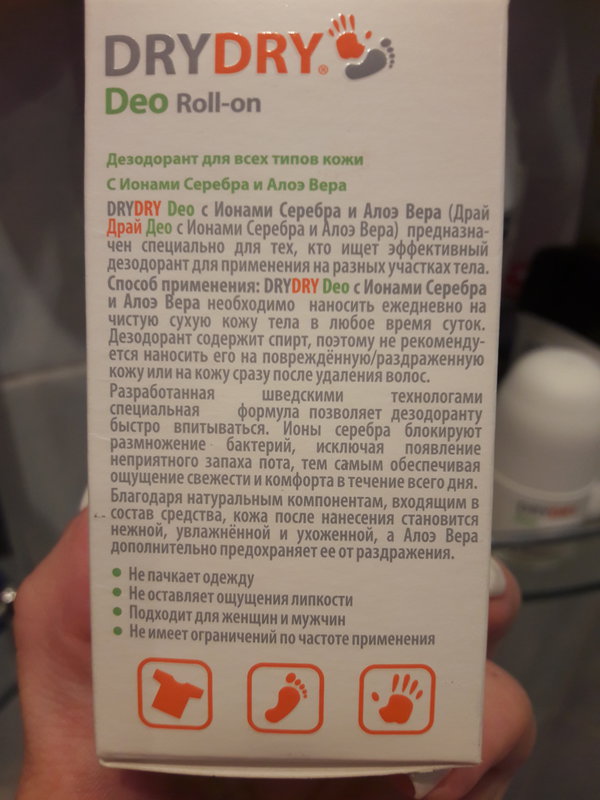 DRYDRY®
Deo Roll-on
Дезодорант для всех типов кожи
С Ионами Серебра и Алоэ Вера
DRYDRY Deo с Ионами Серебра и Алоэ Вера (Драй
Драй Део с Ионами Серебра и Алоэ Вера) предназна-
чен специально для тех, кто ищет эффективный
дезодорант для применения на разных участках тела.
Способ применения: DRYDRY Deo с Ионами Серебра
и Алоэ Вера необходимо наносить ежедневно на
чистую сухую кожу тела в любое время суток.
Дезодорант содержит спирт, поэтому не рекоменду-
ется наносить его на повреждённую/раздраженную
кожу или на кожу сразу после удаления волос.
Разработанная шведскими технологами
специальная формула позволяет дезодоранту
быстро впитываться. Ионы серебра блокируют
размножение бактерий, исключая появление
неприятного запаха пота, тем самым обеспечивая
ощущение свежести и комфорта в течение всего дня.
Благодаря натуральным компонентам, входящим в
состав средства, кожа после нанесения становится
нежной, увлажнённой и ухоженной, а Алоэ Вера
дополнительно предохраняет ее от раздражения.
• Не пачкает одежду
• Не оставляет ощущения липкости
• Подходит для женщин и мужчин
• Не имеет ограничений по частоте применения
DRYDRY